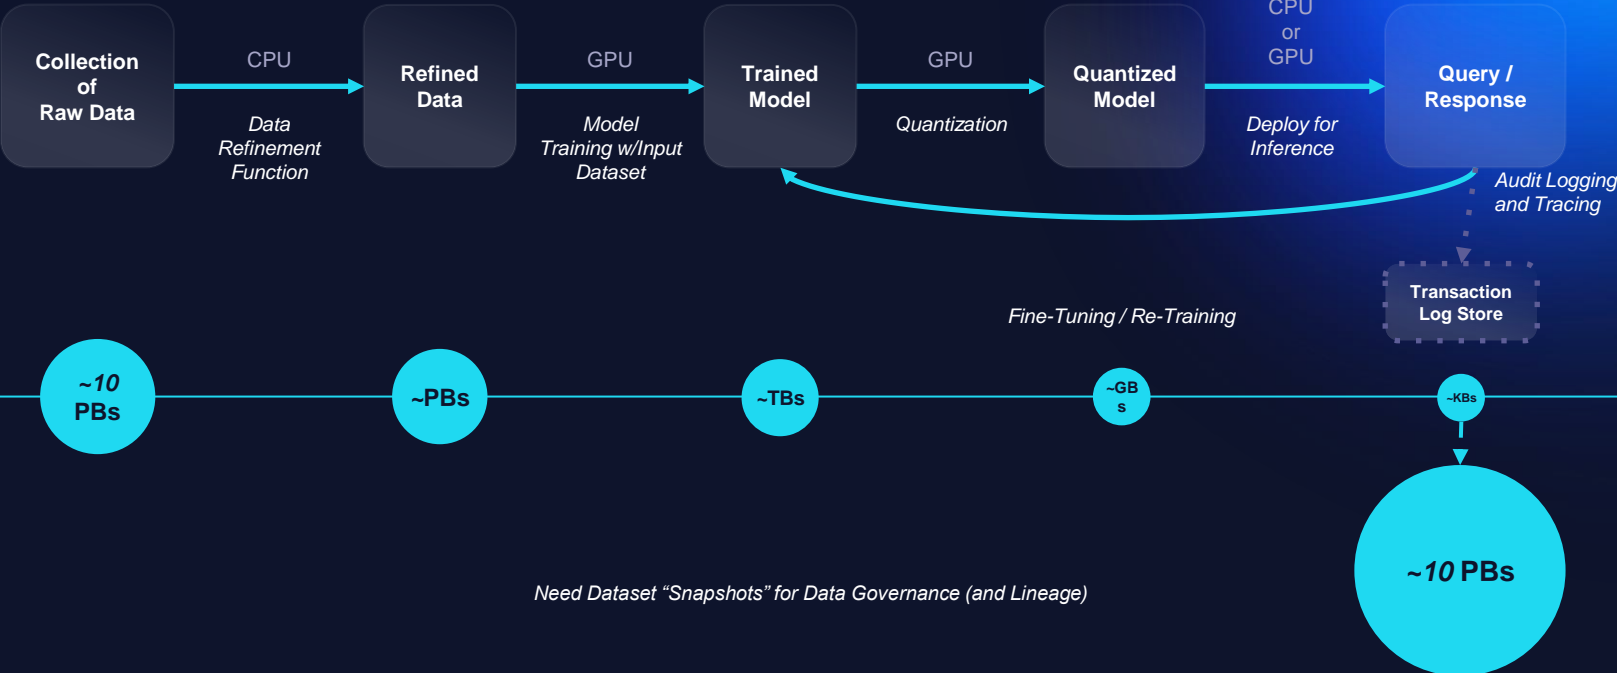 Collection
of
Raw Data
CPU
Data
Refinement
Function
Refined
Data
GPU
Model
Training w/Input
Dataset
Trained
Model
GPU
Quantization
Quantized
Model
CPU
or
GPU
Deploy for
Inference
Query /
Response
Audit Logging
and Tracing
Transaction
Log Store
Fine-Tuning / Re-Training
~10
PBs
~PBs
~TBs
~GB
s
~KBs
~10 PBs
Need Dataset “Snapshots” for Data Governance (and Lineage)